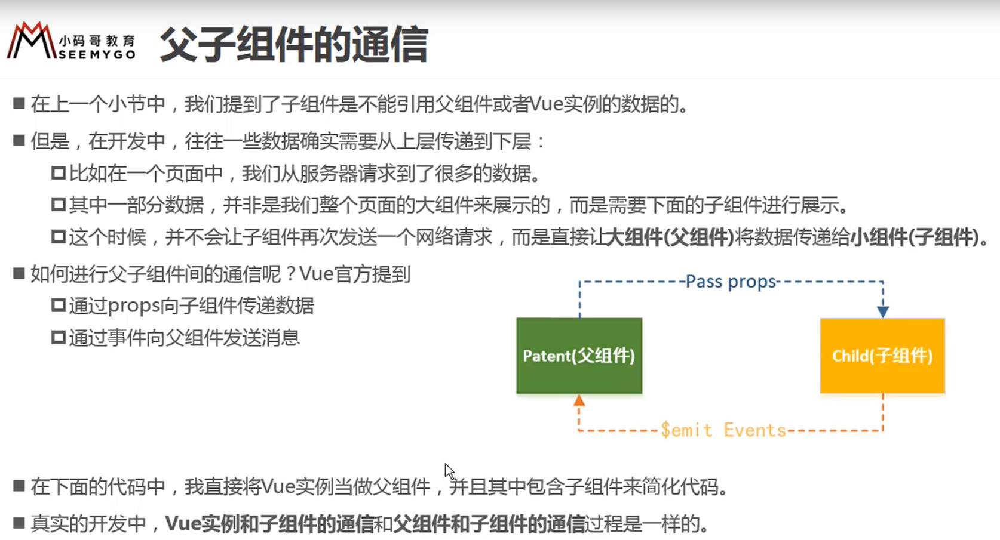 小码哥教育
SEEMYGO
父子组件的通信
在上一个小节中，我们提到了子组件是不能引用父组件或者Vue实例的数据的。
但是，在开发中，往往一些数据确实需要从上层传递到下层：
比如在一个页面中，我们从服务器请求到了很多的数据。
其中一部分数据，并非是我们整个页面的大组件来展示的，而是需要下面的子组件进行展示。
这个时候，并不会让子组件再次发送一个网络请求，而是直接让大组件(父组件)将数据传递给小组件(子组件)。
如何进行父子组件间的通信呢？Vue官方提到
通过props向子组件传递数据
通过事件向父组件发送消息
Pass props
Patent(父组件)
Child(子组件)
$emit Events
在下面的代码中，我直接将Vue实例当做父组件，并且其中包含子组件来简化代码。
真实的开发中，Vue实例和子组件的通信和父组件和子组件的通信过程是一样的。